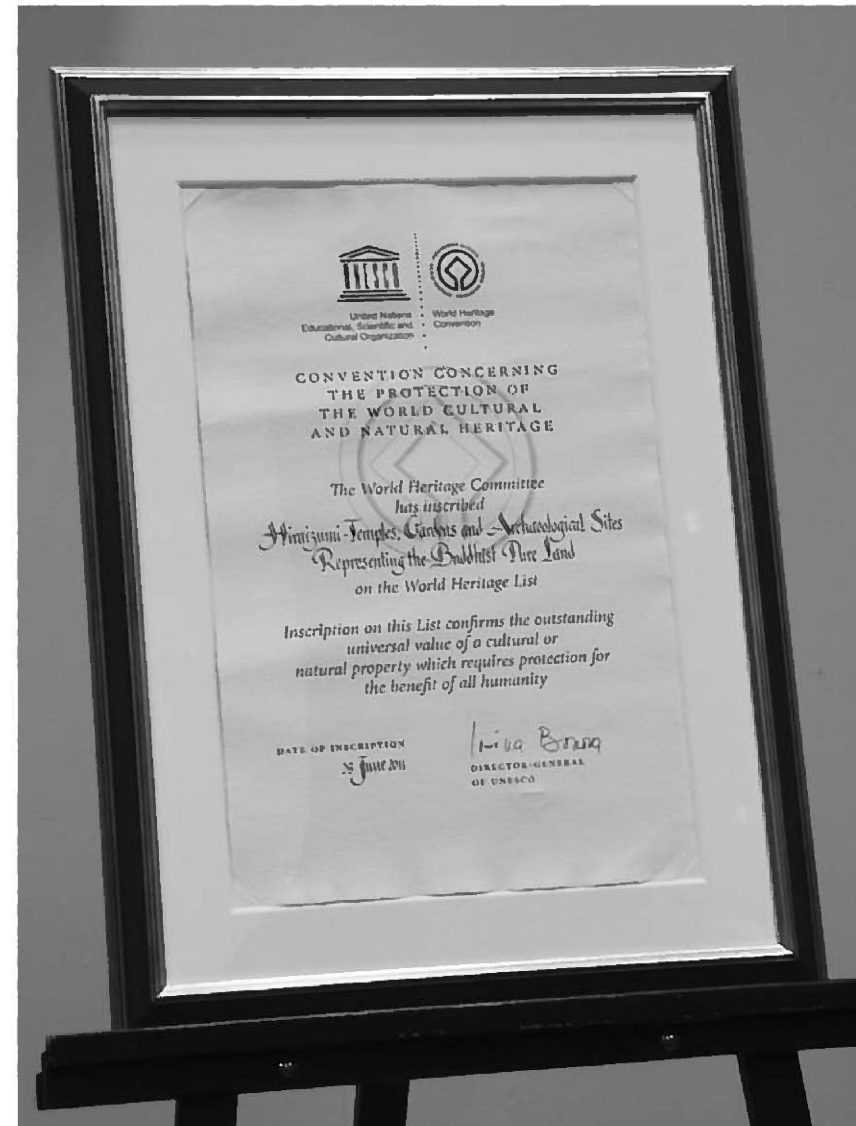 United Nations
Educational, Scientific and
Cultural Organization
World Heritage
Convention
CONVENTION CONCERNING
THE PROTECTION OF
THE WORLD CULTURAL
AND NATURAL HERITAGE
The World Heritage Committee
has inscribed
Hiraizumi-Temples, Gardens and Archaeological Sites
Representing the Buddhist Pure Land
on the World Heritage List
Inscription on this List confirms the outstanding
universal value of a cultural or
natural property which requires protection for
the benefit of all humanity
DATE OF INSCRIPTION
June 2011
DIRECTOR-GENERAL
OF UNESCO